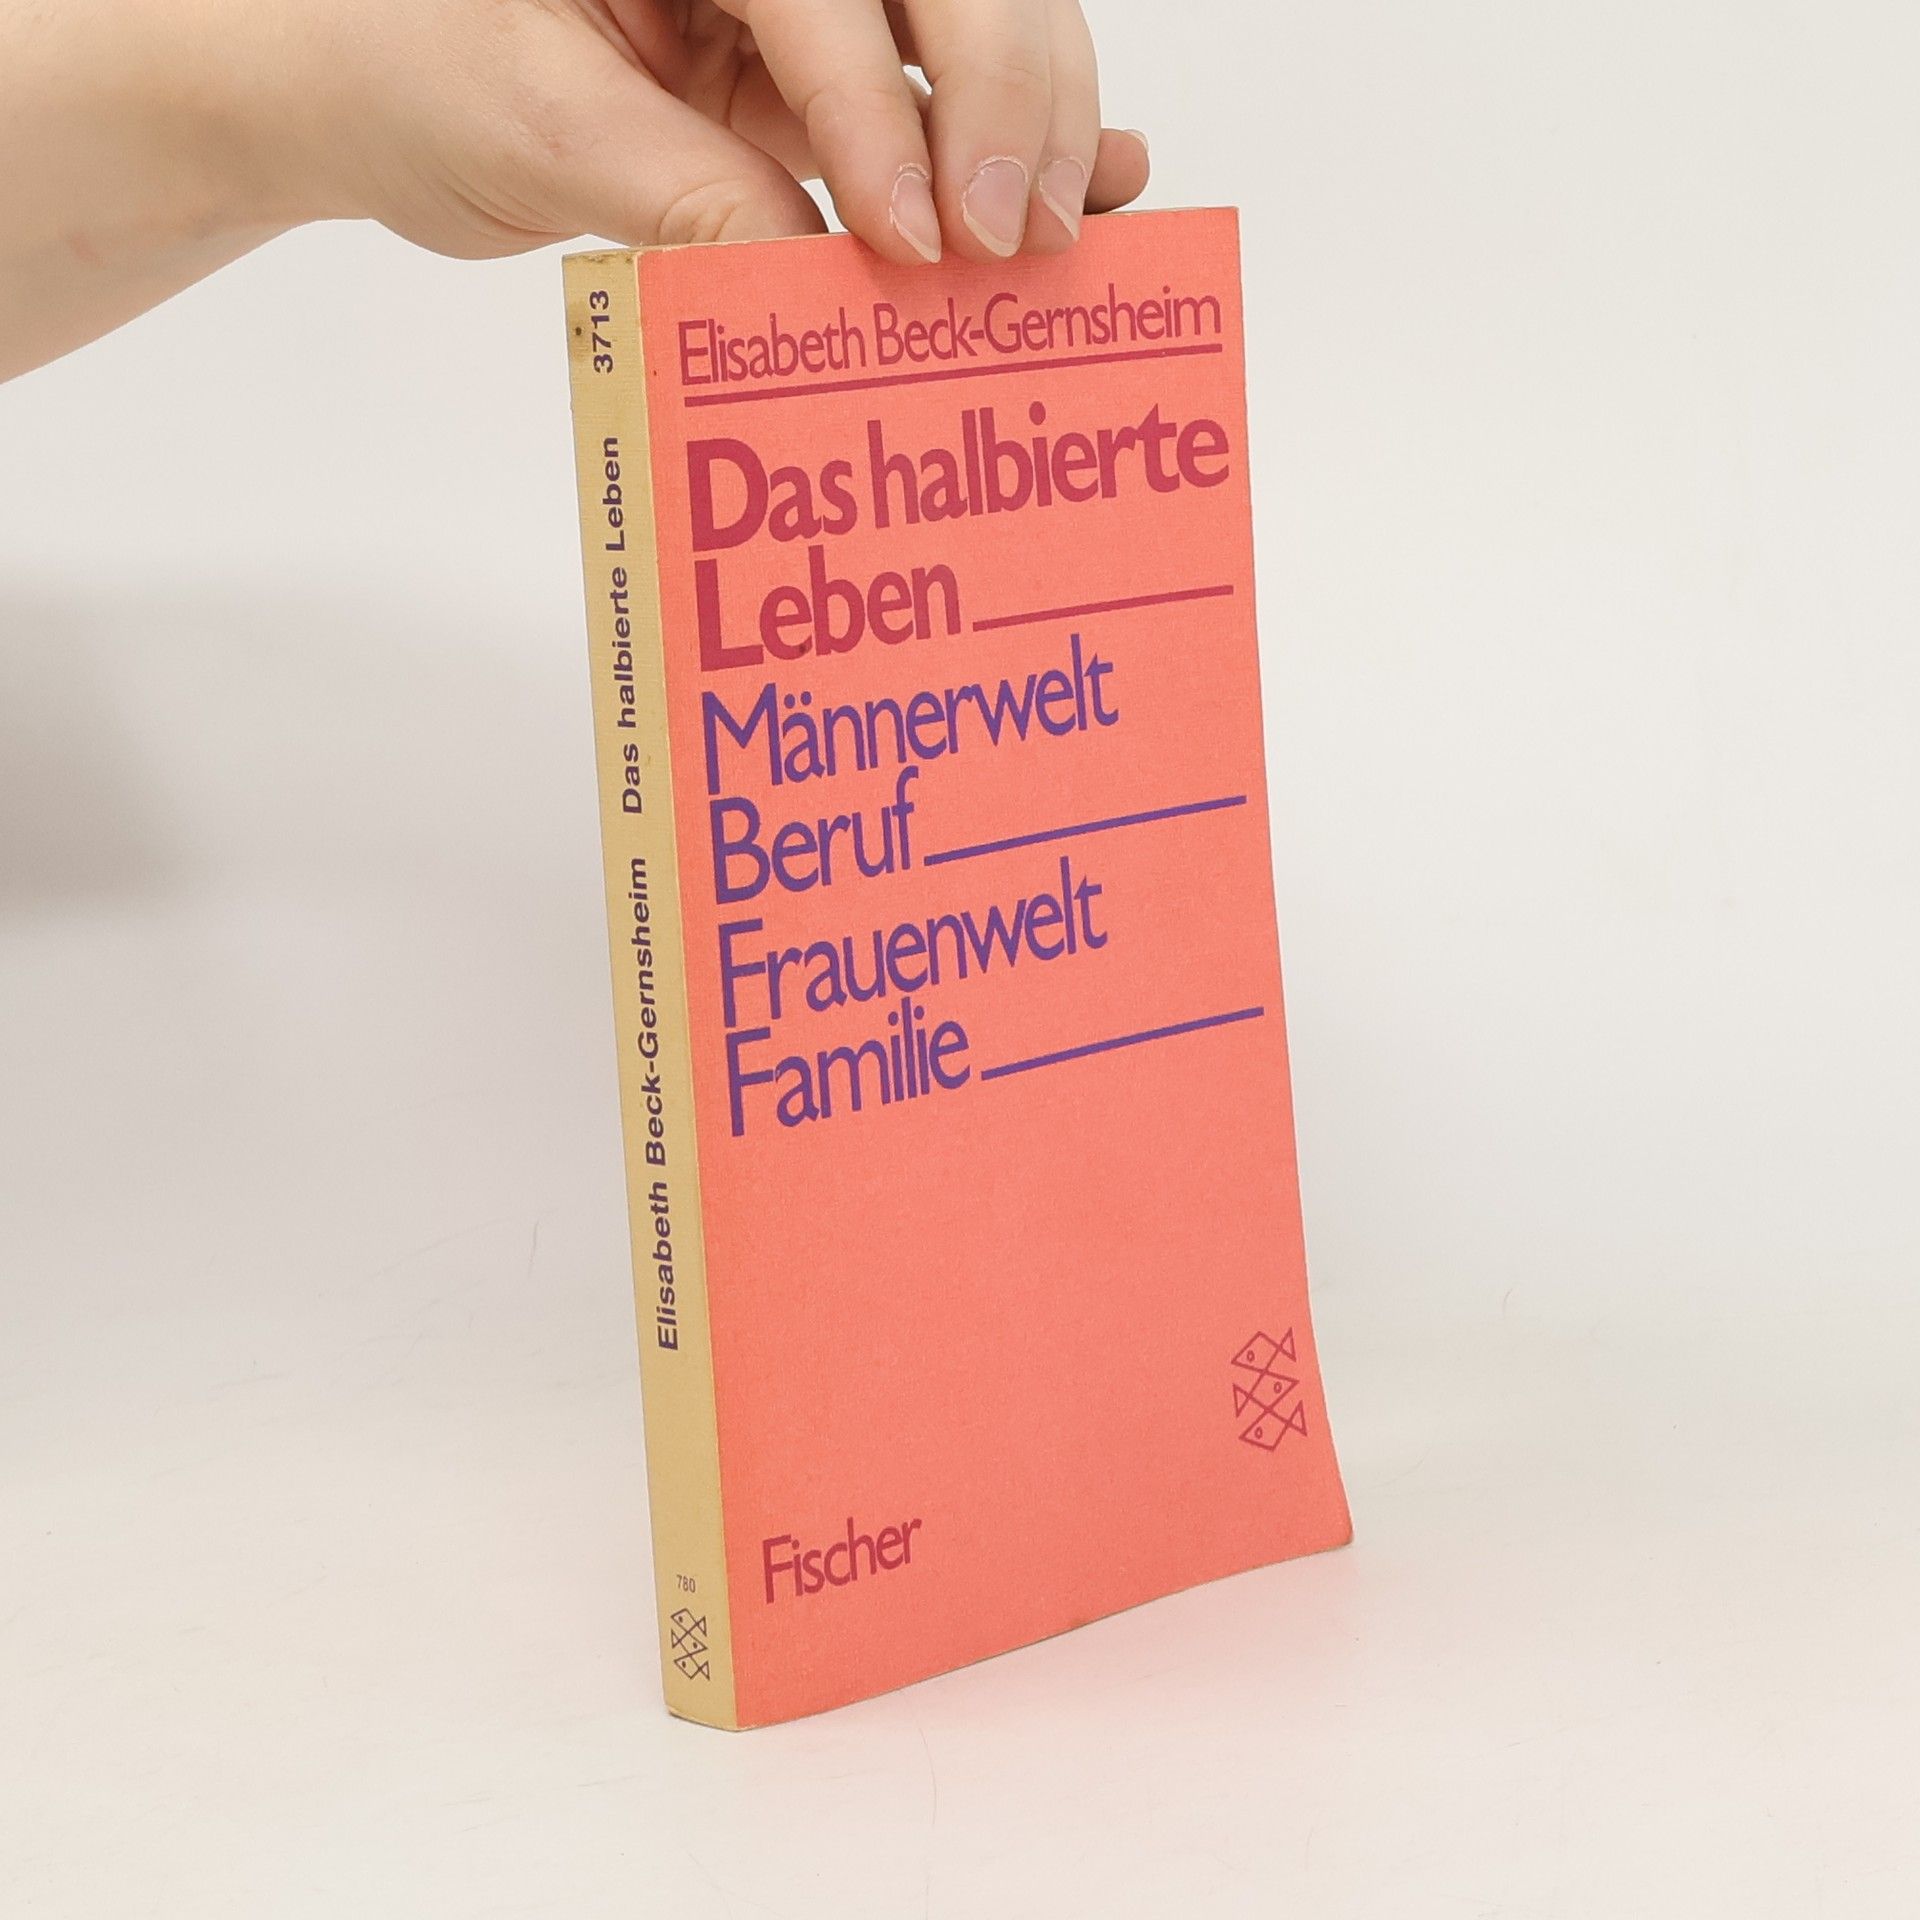 Elisabeth Beck-Gernsheim
Das halbierte
Leben
Männerwelt
Beruf
Frauenwelt
Familie
Fischer
Elisabeth Beck-Gernsheim Das halbierte Leben 3713
780